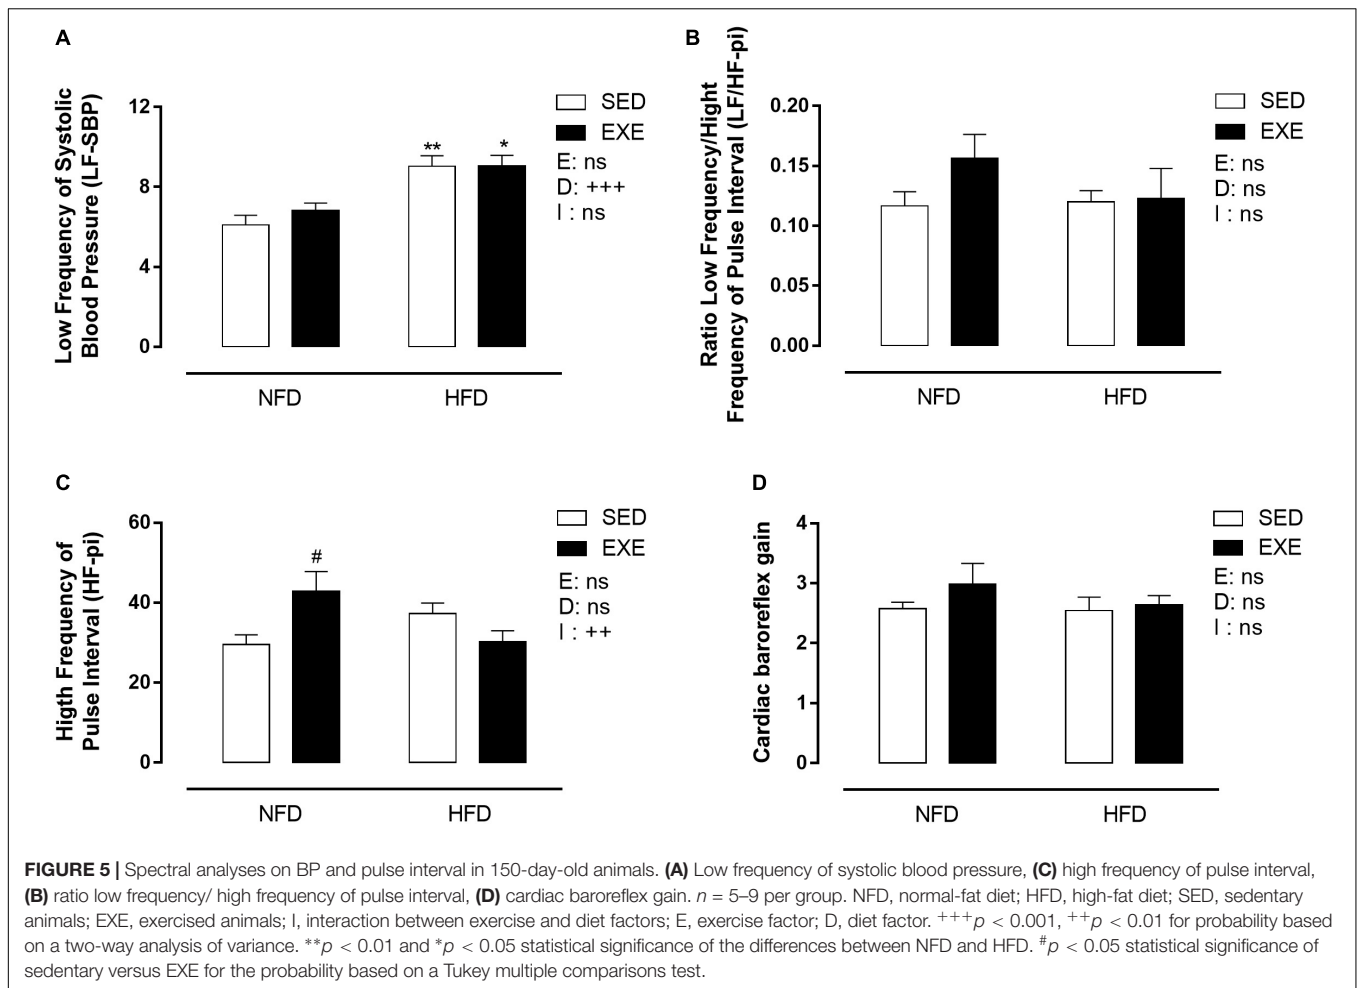 A
Low Frequency of Systolic
Blood Pressure (LF-SBP)
12
8
4
0
** *
SED
EXE
E: ns
D: +++
I : ns
NFD HFD
B
Ratio Low Frequency/Hight
Frequency of Pulse Interval (LF/HF-pi)
0.20
0.15
0.10
0.05
0.00
SED
EXE
E: ns
D: ns
I : ns
NFD HFD
C
Higth Frequency of
Pulse Interval (HF-pi)
60
40
20
0
#
SED
EXE
E: ns
D: ns
I : ++
NFD HFD
D
Cardiac baroreflex gain
4
3
2
1
0
SED
EXE
E: ns
D: ns
I : ns
NFD HFD
FIGURE 5 | Spectral analyses on BP and pulse interval in 150-day-old animals. (A) Low frequency of systolic blood pressure, (C) high frequency of pulse interval,
(B) ratio low frequency/ high frequency of pulse interval, (D) cardiac baroreflex gain. n = 5–9 per group. NFD, normal-fat diet; HFD, high-fat diet; SED, sedentary
animals; EXE, exercised animals; I, interaction between exercise and diet factors; E, exercise factor; D, diet factor. +++p < 0.001, ++p < 0.01 for probability based
on a two-way analysis of variance. **p < 0.01 and *p < 0.05 statistical significance of the differences between NFD and HFD. #p < 0.05 statistical significance of
sedentary versus EXE for the probability based on a Tukey multiple comparisons test.